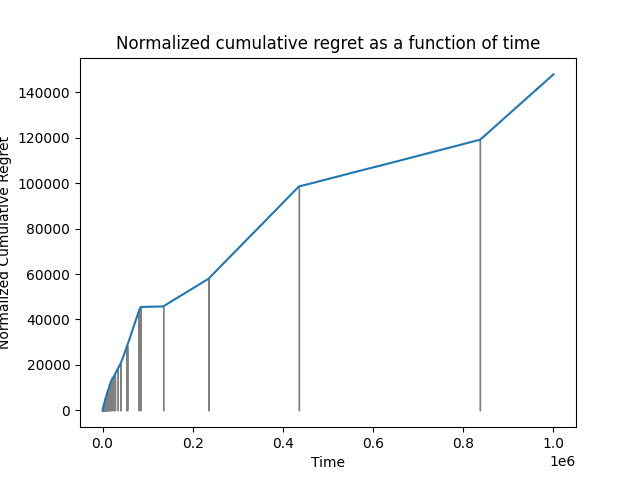 Normalized cumulative regret as a function of time
Normalized Cumulative Regret
140000
120000
100000
80000
60000
40000
20000
0
0.0 0.2 0.4 0.6 0.8 1.0
1e6
Time